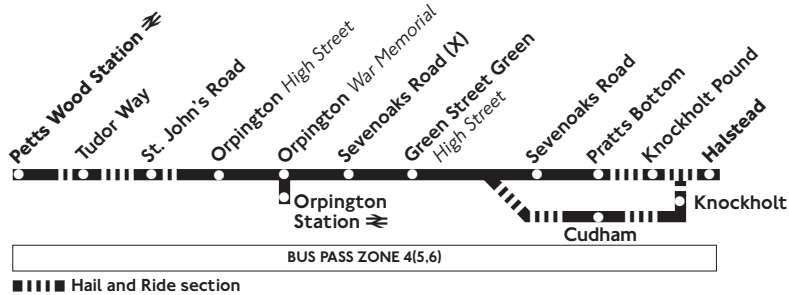 Petts Wood Station
Tudor Way
St. John's Road
Orpington High Street
Orpington War Memorial
Sevenoaks Road (X)
Green Street Green
High Street
Sevenoaks Road
Pratts Bottom
Knockholt Pound
Halstead
Orpington
Station
Knockholt
Cudham
BUS PASS ZONE 4(5,6)
Hail and Ride section